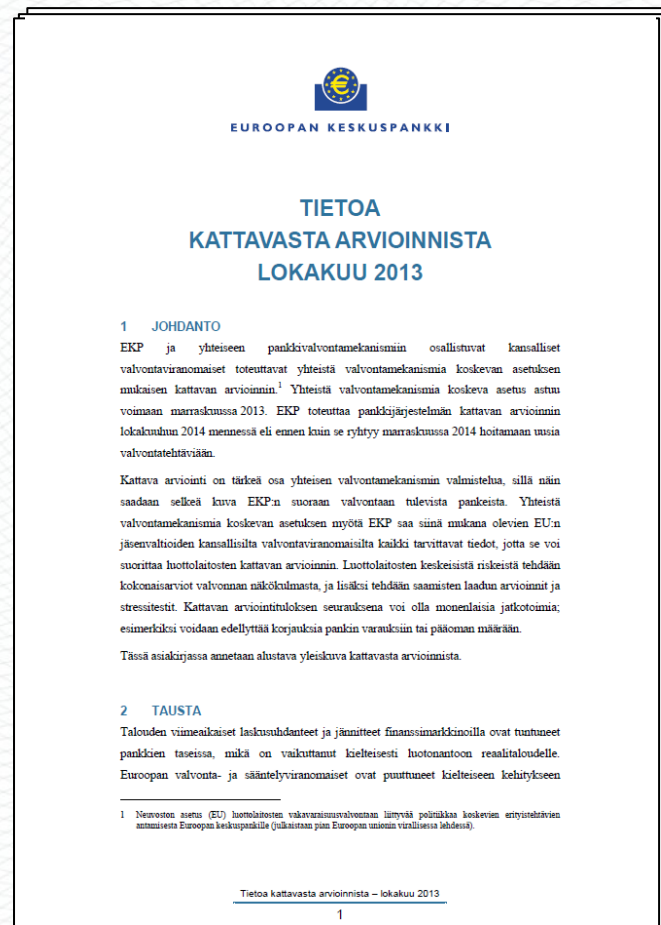 EUROOPAN KESKUSPANKKI
TIETOA
KATTAVASTA ARVIOINNISTA
LOKAKUU 2013
1 JOHDANTO
EKP ja yhteiseen pankkivalvontamekanismiin osallistuvat kansalliset
valvontaviranomaiset toteuttavat yhteistä valvontamekanismia koskevan asetuksen
mukaisen kattavan arvioinnin.1 Yhteistä valvontamekanismia koskeva asetus astuu
voimaan marraskuussa 2013. EKP toteuttaa pankkijärjestelmän kattavan arvioinnin
lokakuuhun 2014 mennessä eli ennen kuin se ryhtyy marraskuussa 2014 hoitamaan uusia
valvontatehtäviään.
Kattava arviointi on tärkeä osa yhteisen valvontamekanismin valmistelua, sillä näin
saadaan selkeä kuva EKP:n suoraan valvontaan tulevista pankeista. Yhteistä
valvontamekanismia koskevan asetuksen myötä EKP saa siinä mukana olevien EU:n
jäsenvaltioiden kansallisilta valvontaviranomaisilta kaikki tarvittavat tiedot, jotta se voi
suorittaa luottolaitosten kattavan arvioinnin. Luottolaitosten keskeisistä riskeistä tehdään
kokonaisarviot valvonnan näkökulmasta, ja lisäksi tehdään saamisten laadun arvioinnit ja
stressitestit. Kattavan arviointituloksen seurauksena voi olla monenlaisia jatkotoimia;
esimerkiksi voidaan edellyttää korjauksia pankin varauksiin tai pääoman määrään.
Tässä asiakirjassa annetaan alustava yleiskuva kattavasta arvioinnista.
2 TAUSTA
Talouden viimeaikaiset laskusuhdanteet ja jännitteet finanssimarkkinoilla ovat tuntuneet
pankkien taseissa, mikä on vaikuttanut kielteisesti luotonantoon reaalitaloudelle.
Euroopan valvonta- ja sääntelyviranomaiset ovat puuttuneet kielteiseen kehitykseen
1 Neuvoston asetus (EU) luottolaitosten vakavaraisuusvalvontaan liittyvää politiikkaa koskevien erityistehtävien
antamisesta Euroopan keskuspankille (julkaistaan pian Euroopan unionin virallisessa lehdessä).
Tietoa kattavasta arvioinnista – lokakuu 2013
1